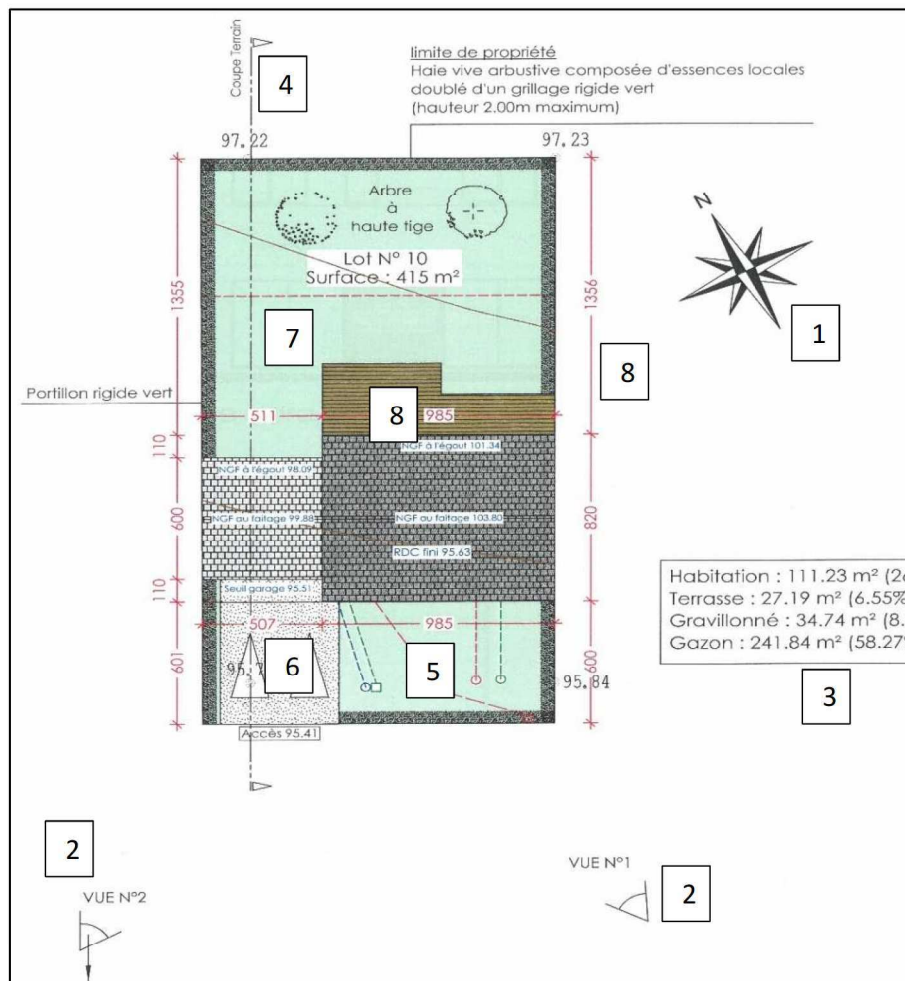 Coupe Terrain
4
limite de propriété
Haie vive arbustive composée d'essences locales
doublé d'un grillage rigide vert
(hauteur 2.00m maximum)
97.22
97.23
Arbre
à
haute tige
N
Lot N° 10
Surface : 415 m²
1355
1356
1
7
8
Portillon rigide vert
511
8
985
110
NGF à l'égout 98.09
NGF à l'égout 101.34
600
NGF au faitage 99.88
NGF au faitage 103.80
820
RDC fini 95.63
110
Seuil garage 95.51
Habitation : 111.23 m² (2
Terrasse : 27.19 m² (6.55%
Gravillonné : 34.74 m² (8.
Gazon : 241.84 m² (58.27
507
985
601
95.7
6
5
600
95.84
3
Accès 95.41
2
VUE N°2
VUE N°1
2